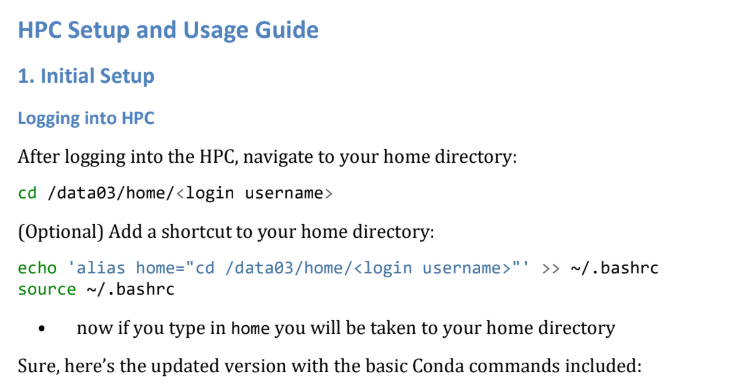 HPC Setup and Usage Guide
1. Initial Setup
Logging into HPC
After logging into the HPC, navigate to your home directory:
cd /data03/home/<login username>
(Optional) Add a shortcut to your home directory:
echo 'alias home="cd /data03/home/<login username>"' >> ~/.bashrc
source ~/.bashrc
• now if you type in home you will be taken to your home directory
Sure, here’s the updated version with the basic Conda commands included: